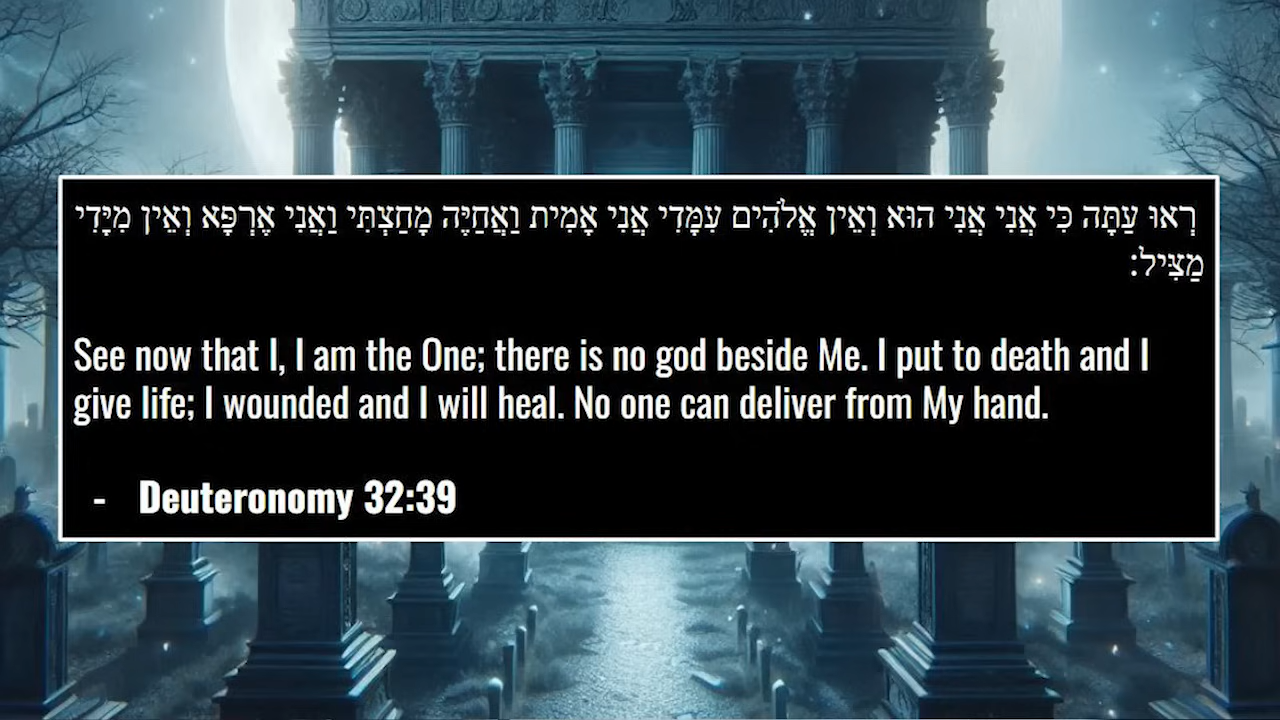 רְאוּ עַתָּה כִּי אֲנִי אֲנִי הוּא וְאֵין אֱלֹהִים עִמָּדִי אֲנִי אָמִית וַאֲחַיֶּה מָחַצְתִּי וַאֲנִי אֶרְפָּא וְאֵין מִיָּדִי
מַצִּיל:
See now that I, I am the One; there is no god beside Me. I put to death and I
give life; I wounded and I will heal. No one can deliver from My hand.
- Deuteronomy 32:39